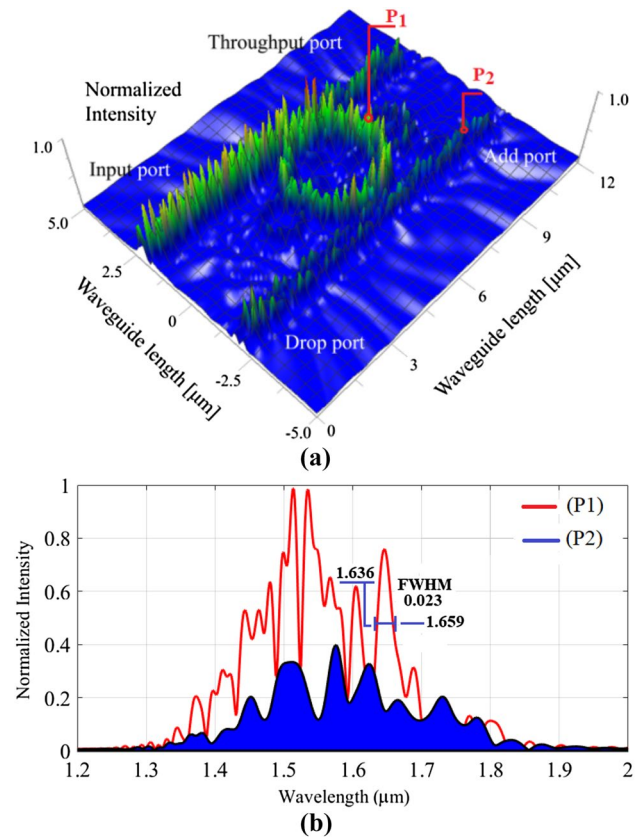 Throughput port
P1
P2
Normalized
Intensity
1.0
Input port
5.0
2.5
0
-2.5
-5.0
Waveguide length [µm]
Drop port
Add port
1.0
12
9
6
3
0
Waveguide length [µm]
(a)
1
0.8
0.6
0.4
0.2
0
Normalized Intensity
(P1)
(P2)
1.636
FWHM
0.023
1.659
1.2 1.3 1.4 1.5 1.6 1.7 1.8 1.9 2
Wavelength (µm)
(b)